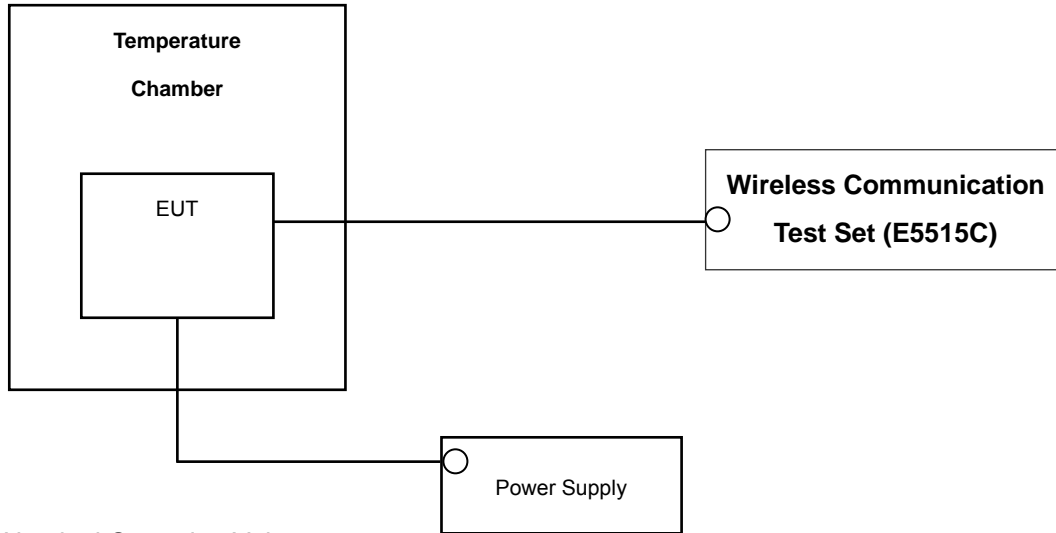 Temperature
Chamber
EUT
Wireless Communication
Test Set (E5515C)
Power Supply